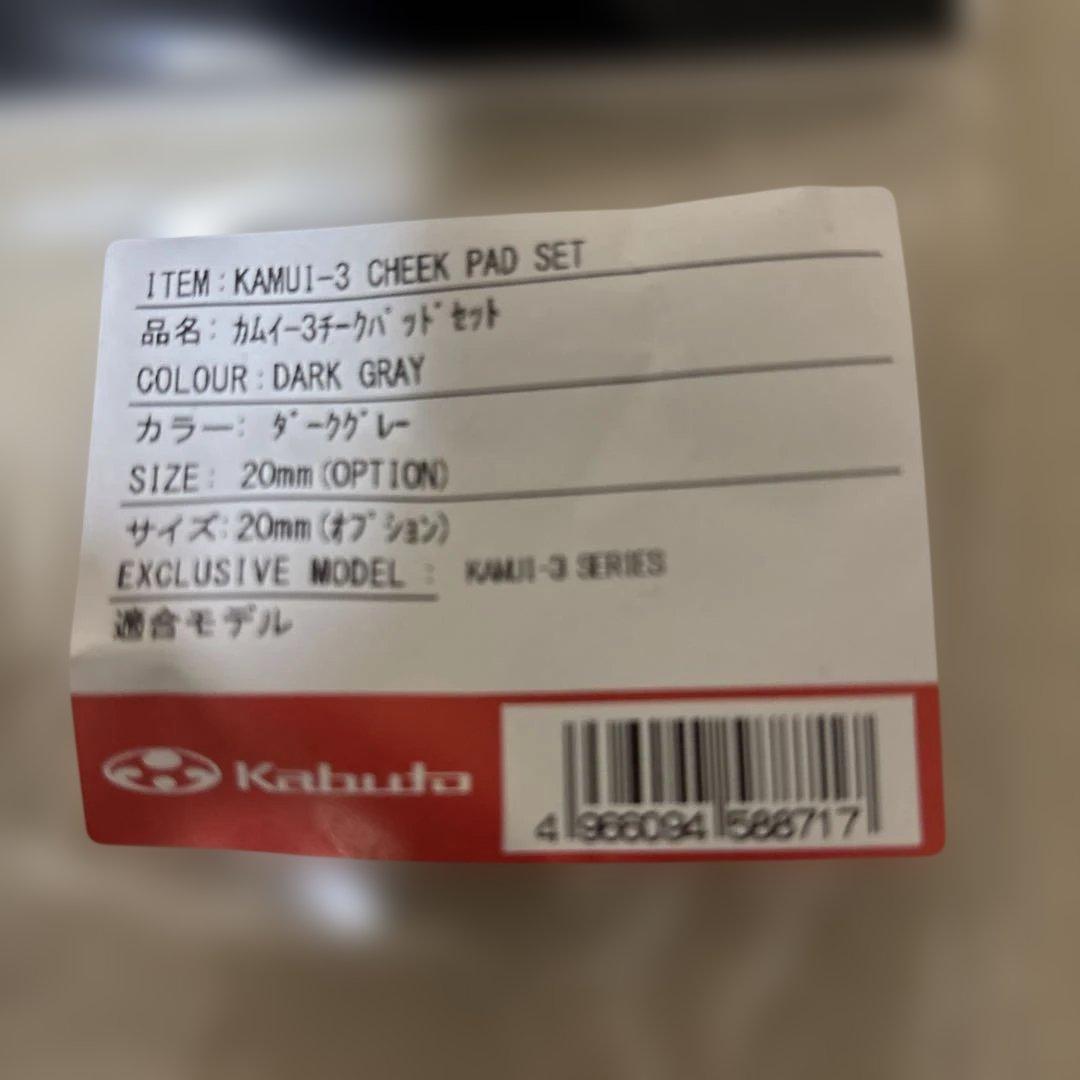 ITEM:KAMUI-3 CHEEK PAD SET
品名: ｶﾑｲ-3ﾁｰｸﾊﾟｯﾄﾞｾｯﾄ
COLOUR:DARK GRAY
カラー: ﾀﾞｰｸｸﾞﾚｰ
SIZE: 20mm(OPTION)
サイズ:20mm(ｵﾌﾟｼｮﾝ)
EXCLUSIVE MODEL : KAMUI-3 SERIES
適合モデル
Kabuto
4 966094 588717